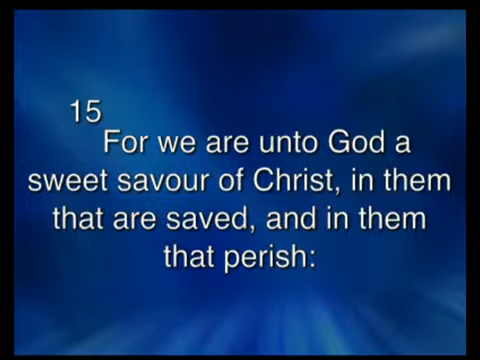 15
For we are unto God a
sweet savour of Christ, in them
that are saved, and in them
that perish: